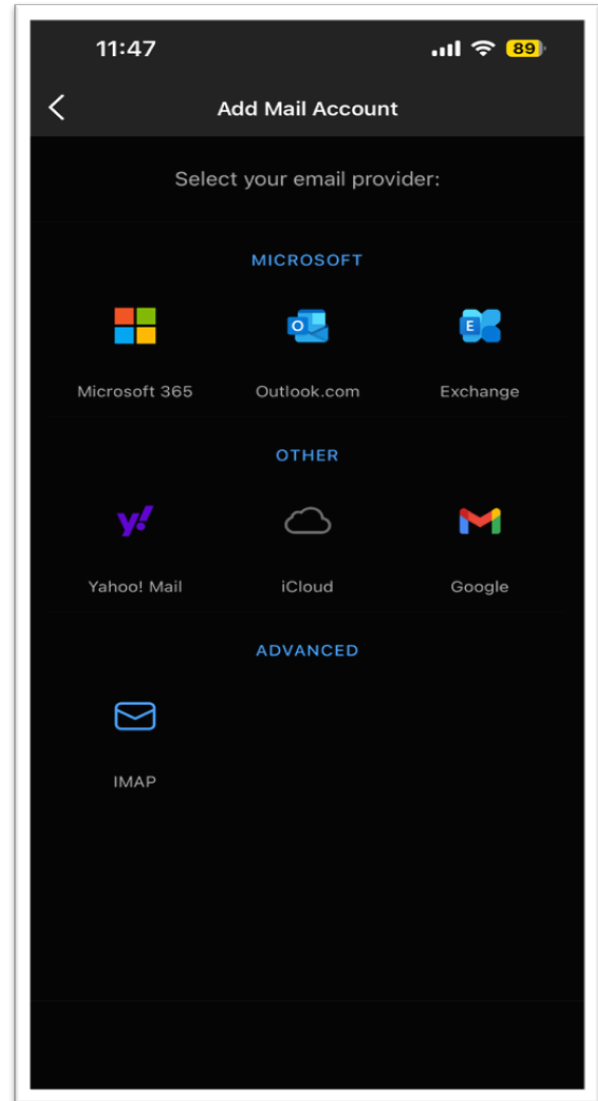 11:47
89
Add Mail Account
Select your email provider:
MICROSOFT
O
E
Microsoft 365
Outlook.com
Exchange
OTHER
y!
Yahoo! Mail
iCloud
Google
ADVANCED
IMAP